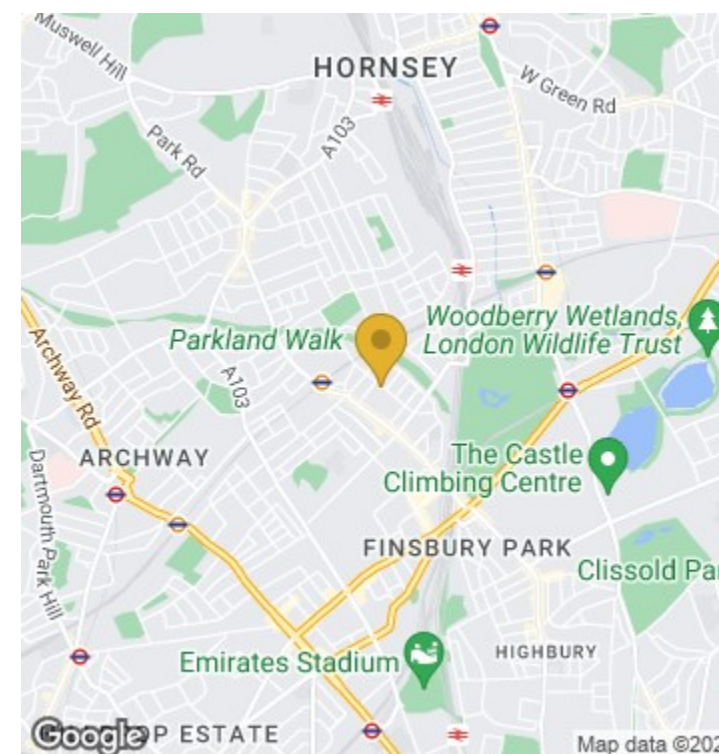 Muswell Hill
HORNSEY
W Green Rd
A103
Park Rd
Parkland Walk
Woodberry Wetlands,
London Wildlife Trust
Archway Rd
A103
ARCHWAY
The Castle
Climbing Centre
Dartmouth Park Hill
FINSBURY PARK
Clissold Par
HIGHBURY
Emirates Stadium
Google
P ESTATE
Map data ©202